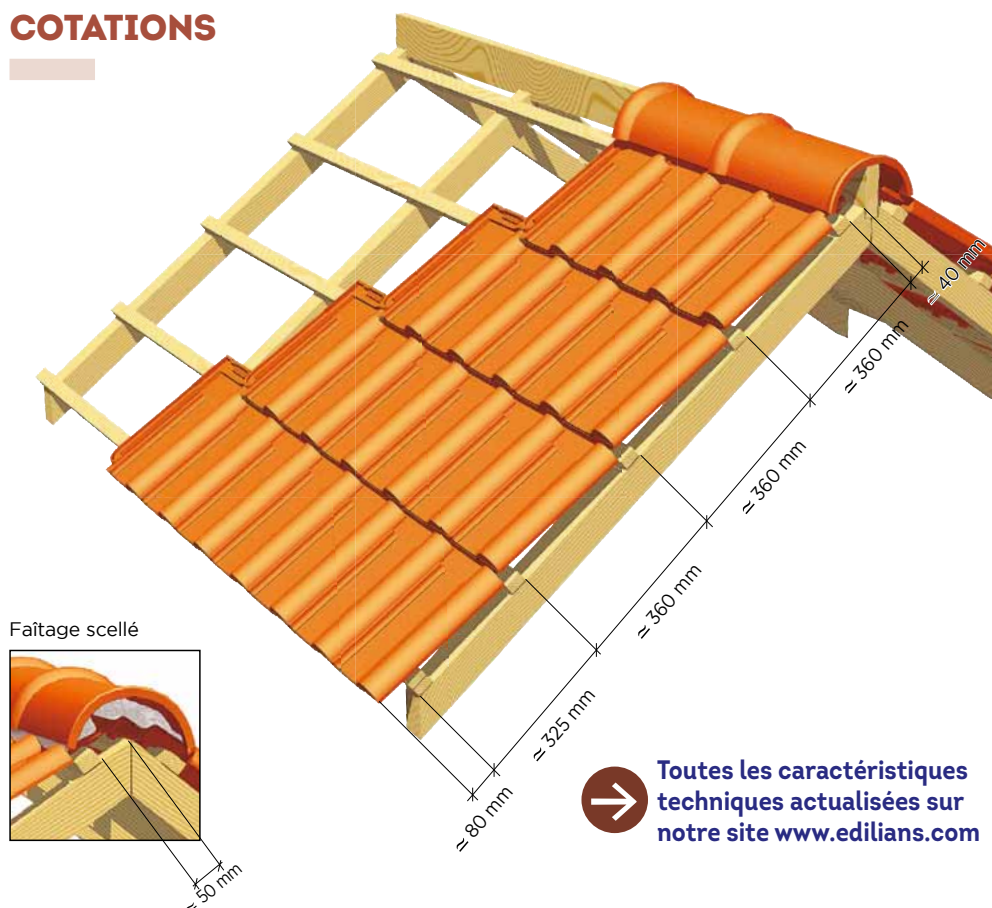 COTATIONS
≃ 40 mm
≃ 360 mm
≃ 360 mm
≃ 360 mm
≃ 325 mm
≃ 80 mm
Faîtage scellé
≃ 50 mm
Toutes les caractéristiques
techniques actualisées sur
notre site www.edilians.com